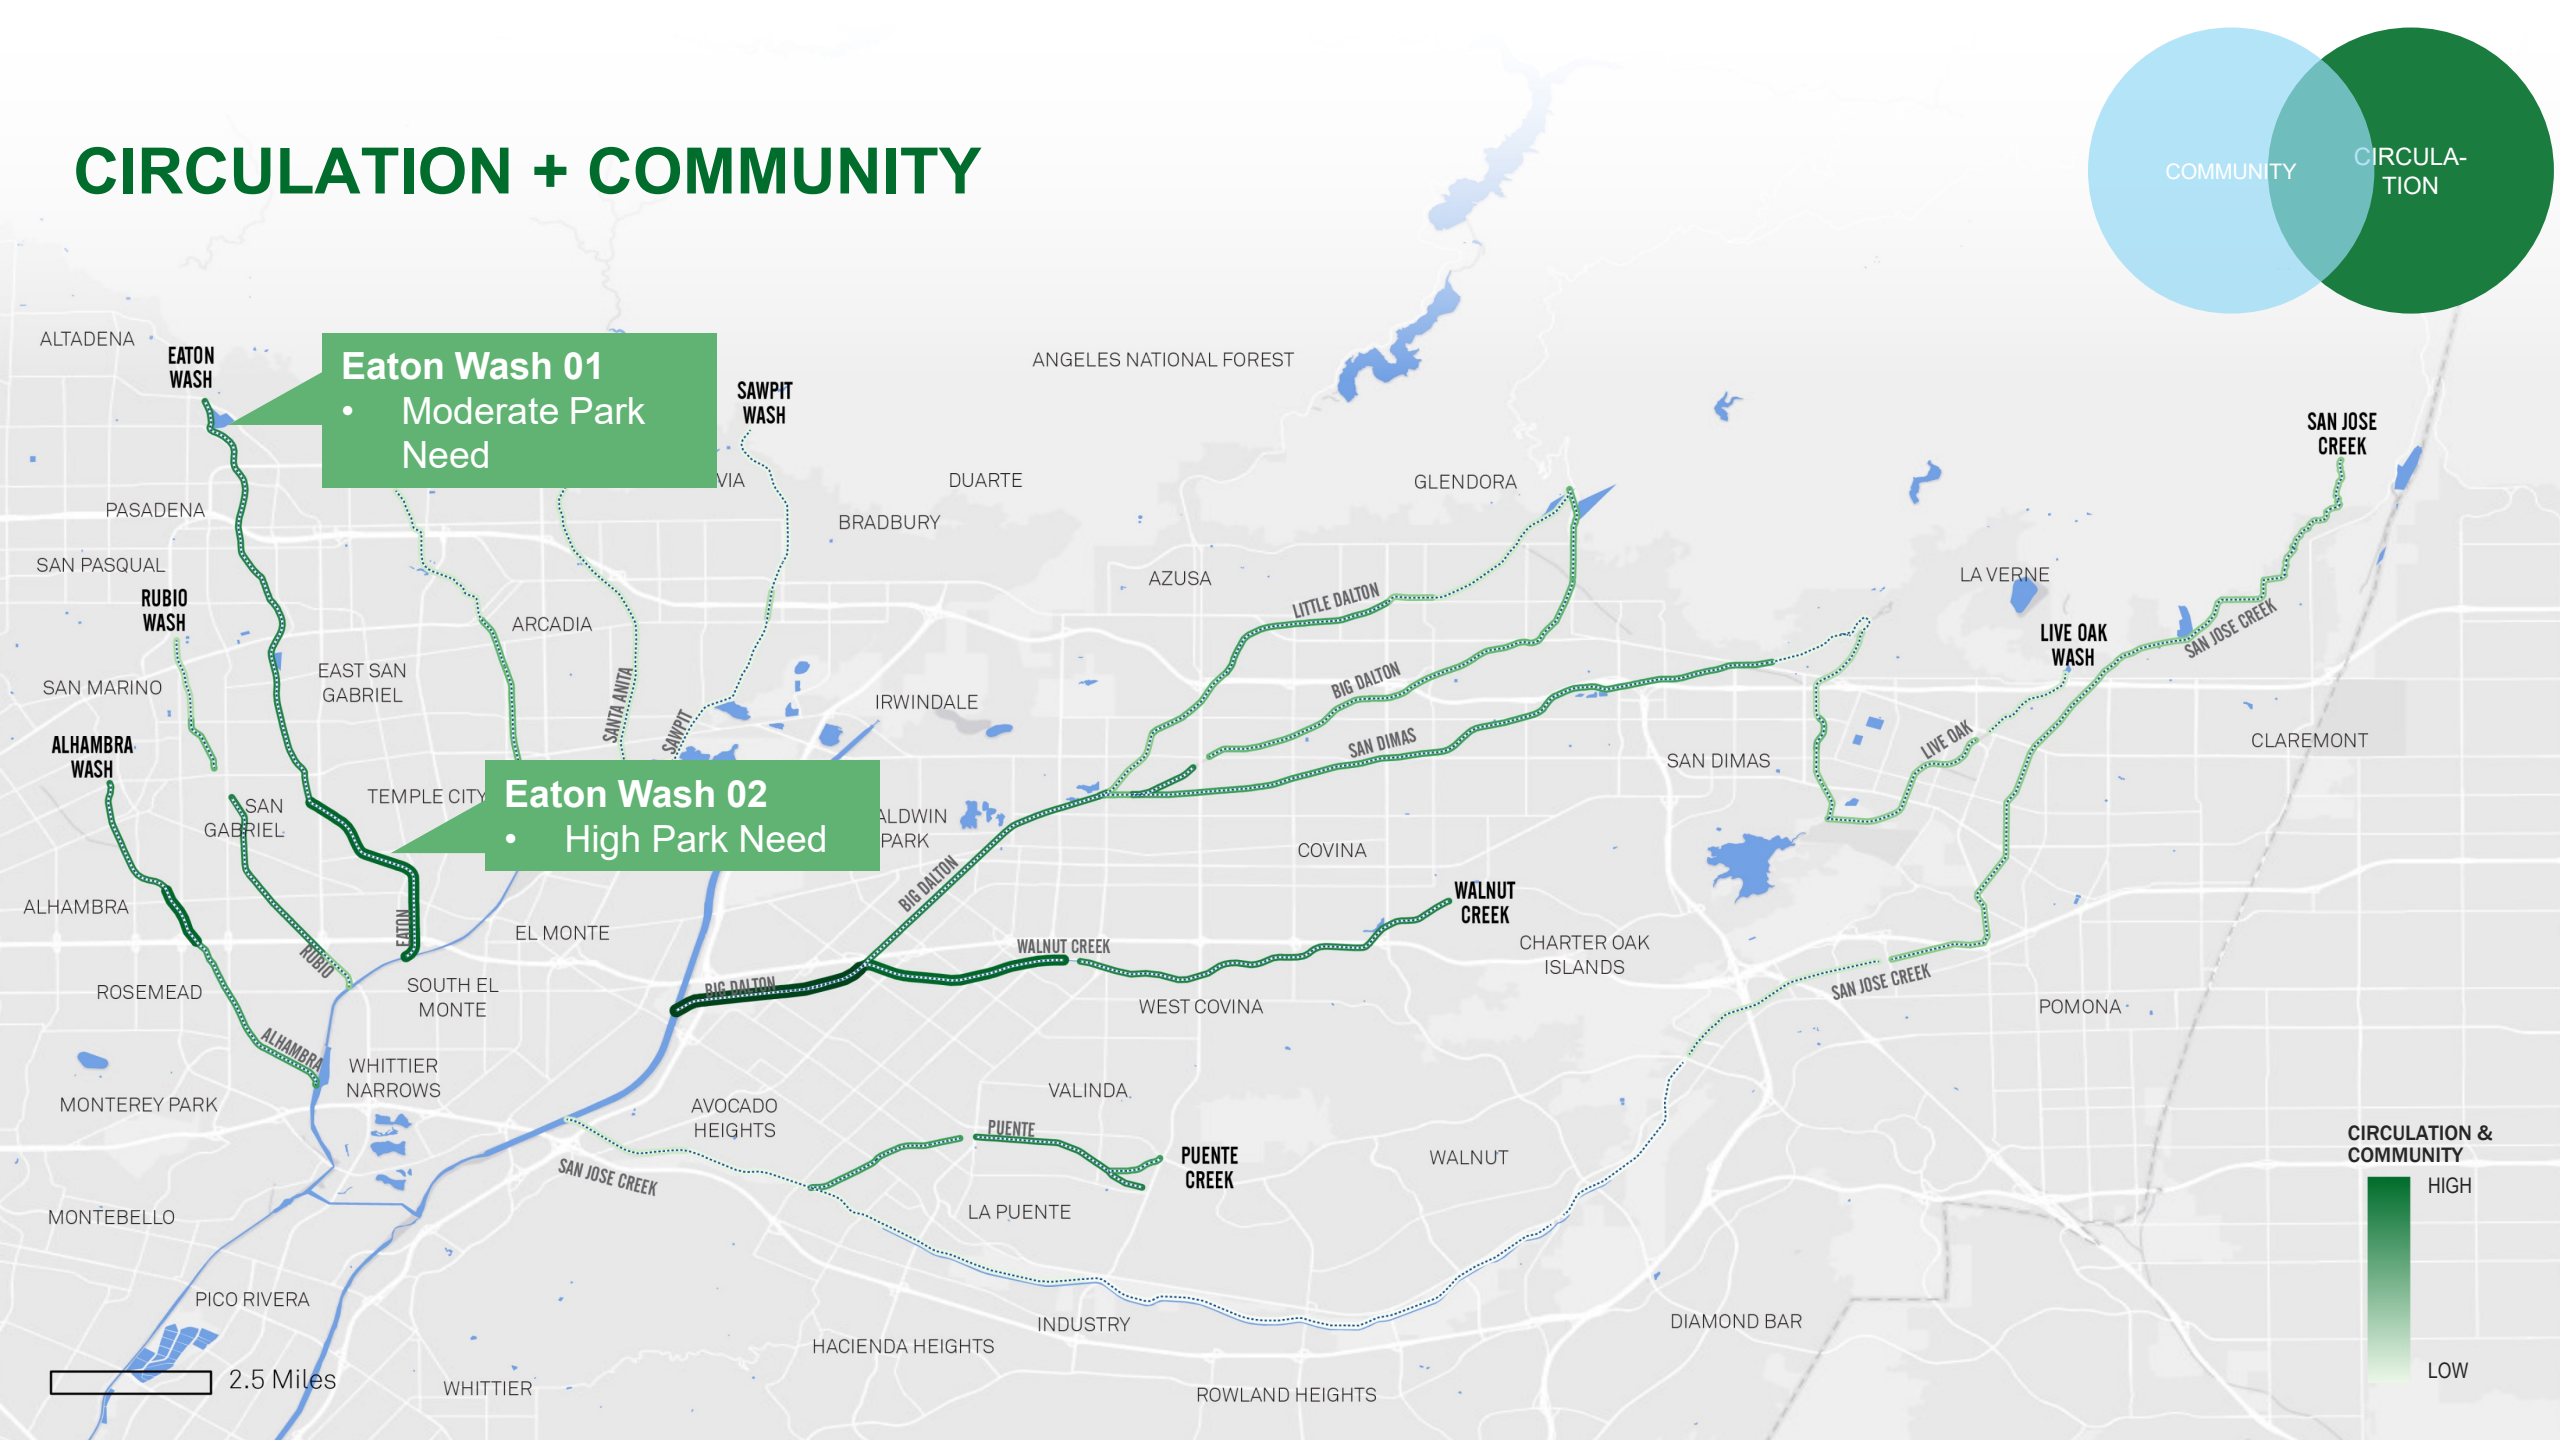 CIRCULATION + COMMUNITY
COMMUNITY
CIRCULA-
TION
ALTADENA
EATON
WASH
Eaton Wash 01
• Moderate Park
Need
SAWPIT
WASH
ANGELES NATIONAL FOREST
SAN JOSE
CREEK
VIA
DUARTE
GLENDORA
PASADENA
BRADBURY
SAN PASQUAL
AZUSA
LA VERNE
RUBIO
WASH
LITTLE DALTON
ARCADIA
SAN JOSE CREEK
LIVE OAK
WASH
EAST SAN
GABRIEL
SAN MARINO
SANTA ANITA
SAWPIT
IRWINDALE
BIG DALTON
SAN DIMAS
LIVE OAK
CLAREMONT
ALHAMBRA
WASH
SAN DIMAS
TEMPLE CITY
Eaton Wash 02
• High Park Need
SAN
GABRIEL
ALDWIN
PARK
COVINA
BIG DALTON
WALNUT
CREEK
ALHAMBRA
EATON
EL MONTE
WALNUT CREEK
CHARTER OAK
ISLANDS
RUBIO
ROSEMEAD
SOUTH EL
MONTE
BIG DALTON
WEST COVINA
SAN JOSE CREEK
POMONA
ALHAMBRA
WHITTIER
NARROWS
MONTEREY PARK
AVOCADO
HEIGHTS
VALINDA
PUENTE
PUENTE
CREEK
WALNUT
CIRCULATION &
COMMUNITY
HIGH
SAN JOSE CREEK
MONTEBELLO
LA PUENTE
PICO RIVERA
INDUSTRY
DIAMOND BAR
HACIENDA HEIGHTS
LOW
2.5 Miles
WHITTIER
ROWLAND HEIGHTS